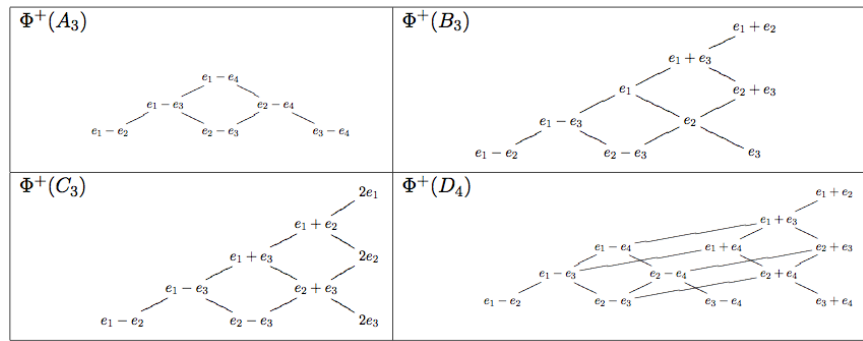 Φ⁺(A₃)
e₁ − e₄
e₁ − e₃ e₂ − e₄
e₁ − e₂ e₂ − e₃ e₃ − e₄
Φ⁺(B₃)
e₁ + e₂
e₁ + e₃
e₁ e₂ + e₃
e₁ − e₃ e₂
e₁ − e₂ e₂ − e₃ e₃
Φ⁺(C₃)
2e₁
e₁ + e₂
e₁ + e₃ 2e₂
e₁ − e₃ e₂ + e₃
e₁ − e₂ e₂ − e₃ 2e₃
Φ⁺(D₄)
e₁ + e₂
e₁ + e₃
e₁ − e₄ e₁ + e₄ e₂ + e₃
e₁ − e₃ e₂ − e₄ e₂ + e₄
e₁ − e₂ e₂ − e₃ e₃ − e₄ e₃ + e₄